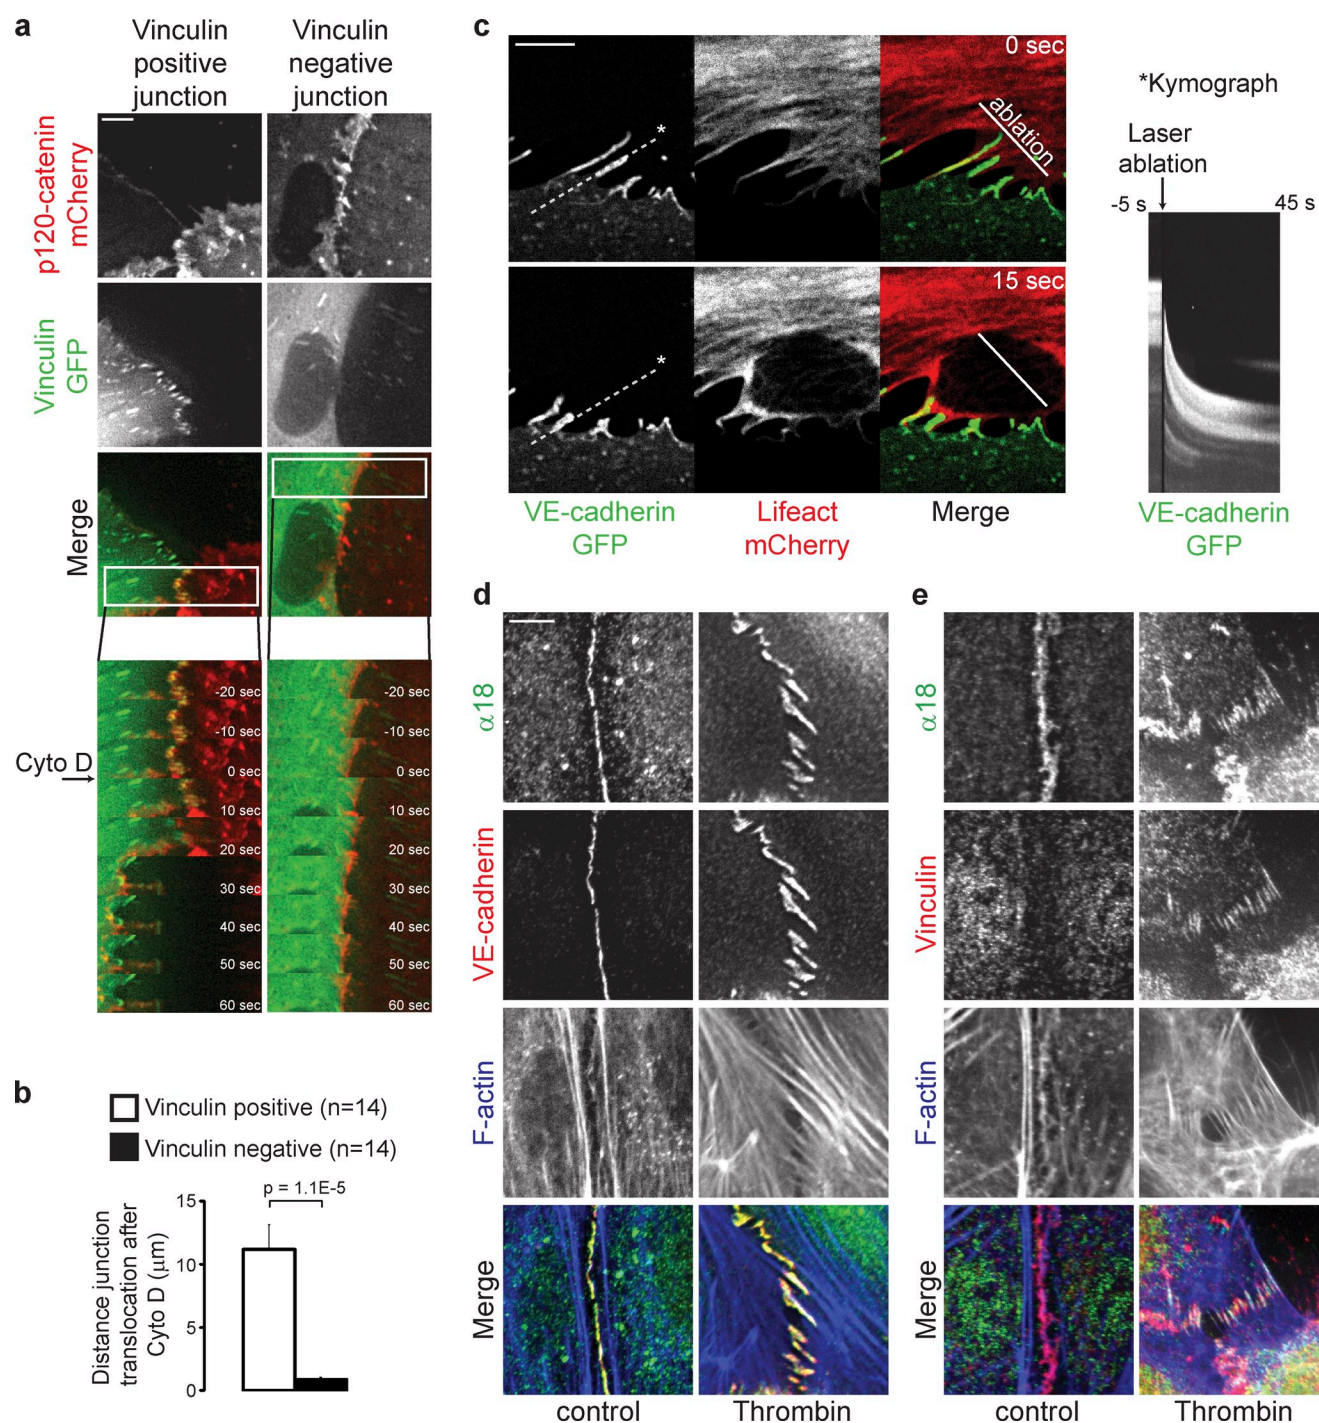 a
Vinculin
positive
junction
Vinculin
negative
junction
p120-catenin
mCherry
Vinculin
GFP
Merge
-20 sec
-10 sec
0 sec
10 sec
20 sec
30 sec
40 sec
50 sec
60 sec
-20 sec
-10 sec
0 sec
10 sec
20 sec
30 sec
40 sec
50 sec
60 sec
Cyto D
b
Vinculin positive (n=14)
Vinculin negative (n=14)
p = 1.1E-5
Distance junction
translocation after
Cyto D (μm)
15
10
5
0
c
0 sec
ablation
*
15 sec
*
VE-cadherin
GFP
Lifeact
mCherry
Merge
*Kymograph
Laser
ablation
-5 s
45 s
VE-cadherin
GFP
d
α18
VE-cadherin
F-actin
Merge
control
Thrombin
e
α18
Vinculin
F-actin
Merge
control
Thrombin